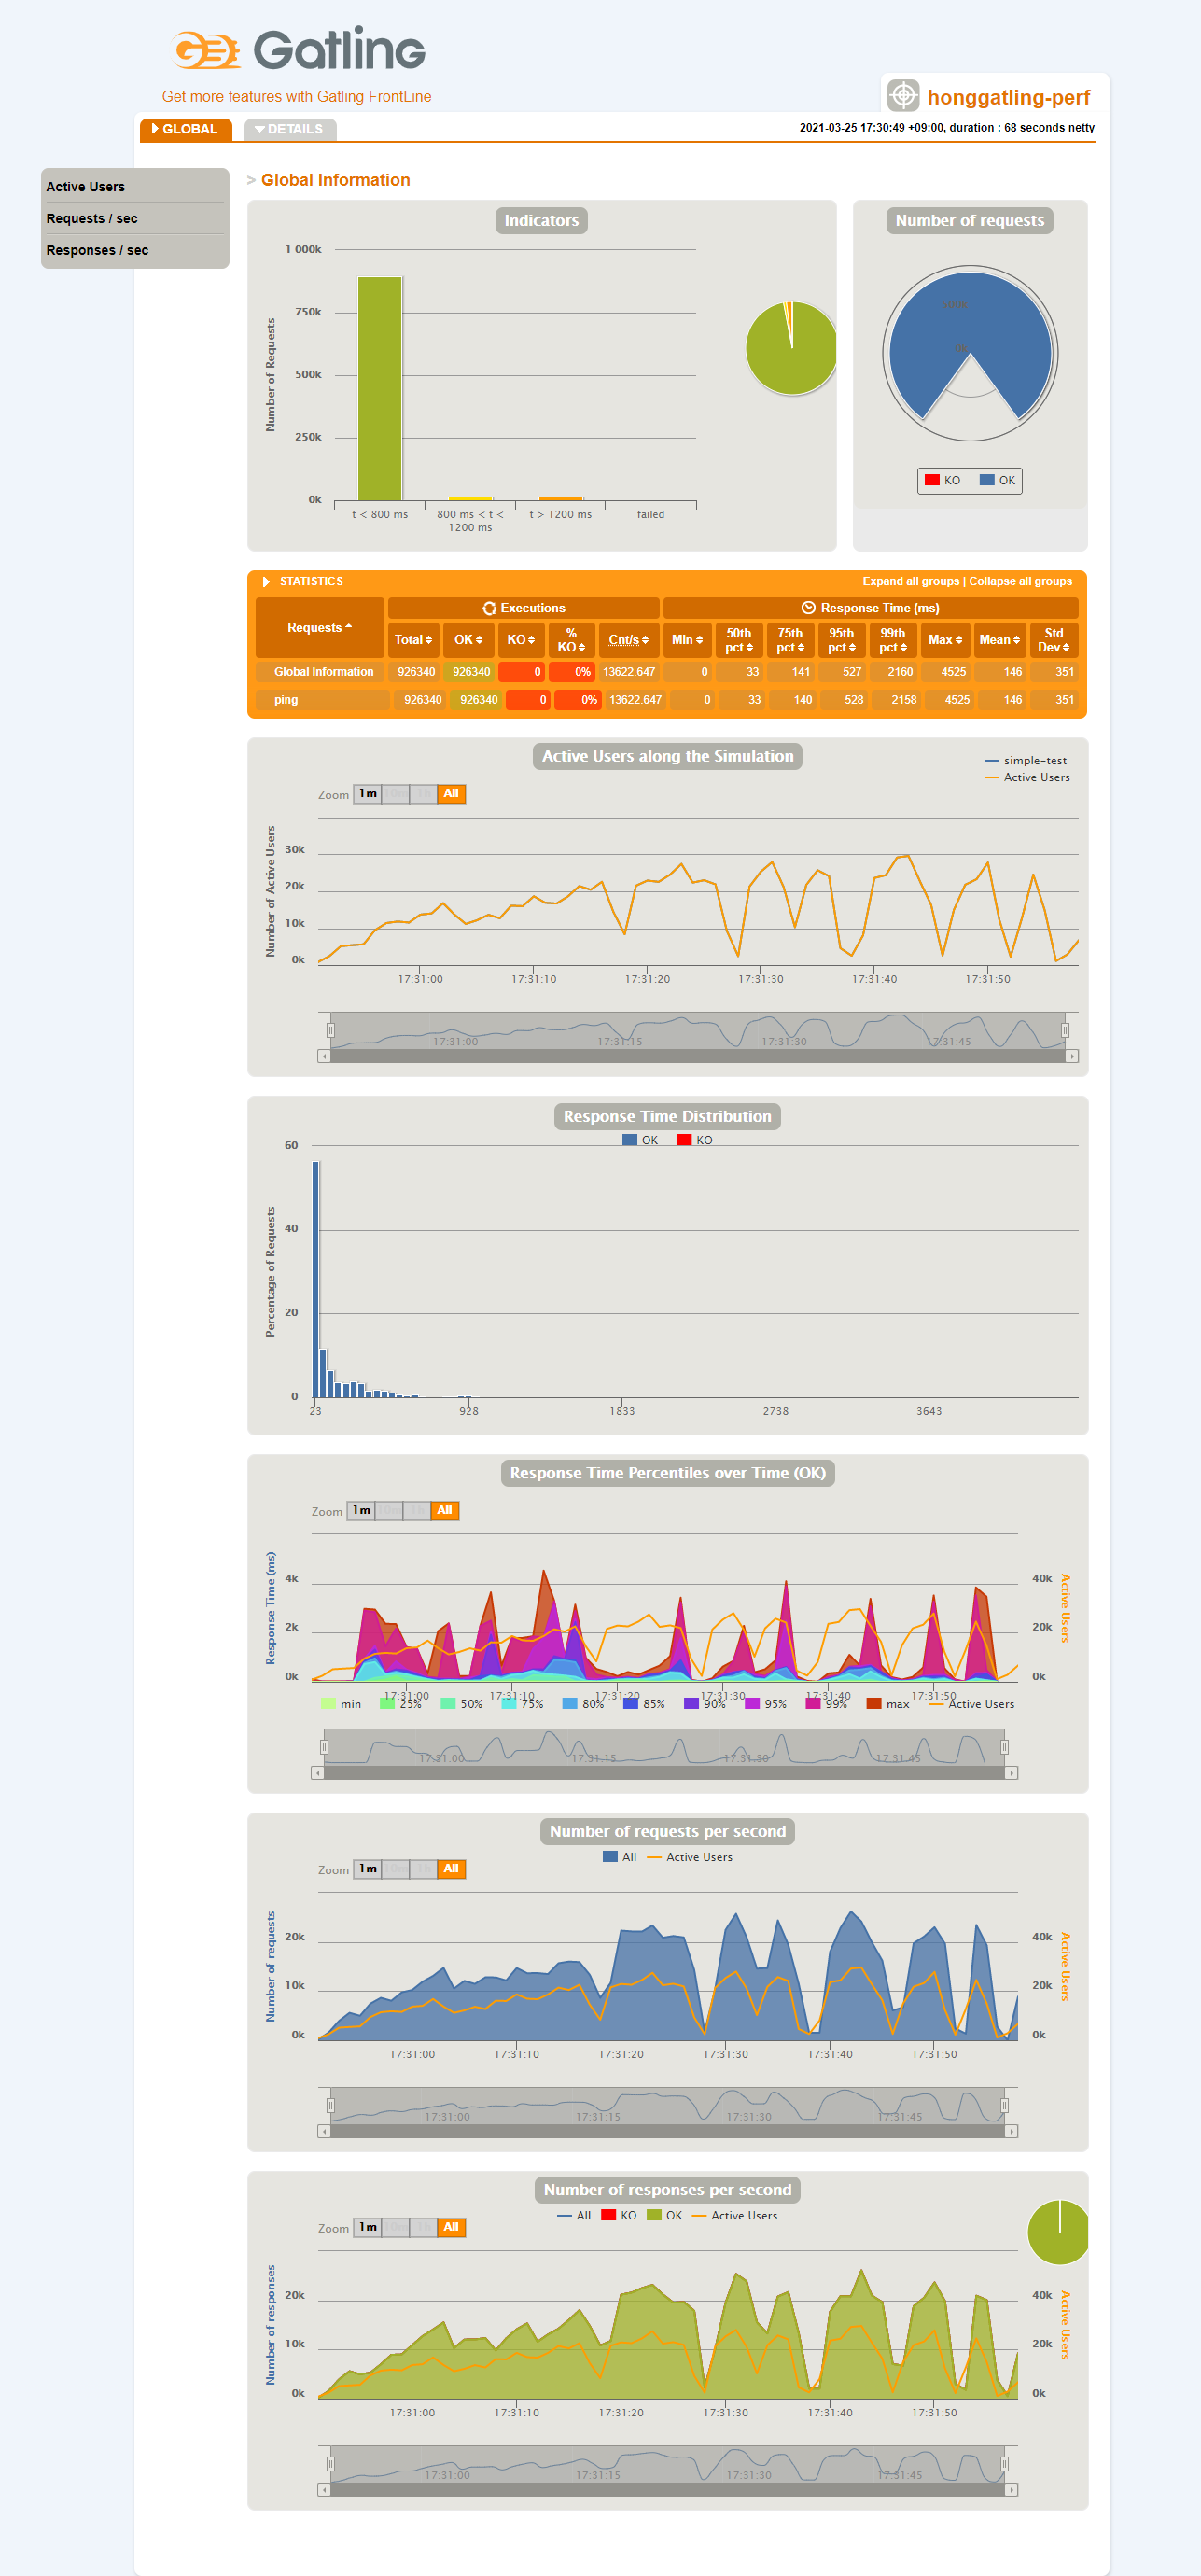 Gatling
Get more features with Gatling FrontLine
honggatling-perf
GLOBAL
DETAILS
2021-03-25 17:30:49 +09:00, duration : 68 seconds netty
Active Users
Requests / sec
Responses / sec
> Global Information
Indicators
Number of Requests
1 000k
750k
500k
250k
0k
t < 800 ms
800 ms < t <
1200 ms
t > 1200 ms
failed
Number of requests
500k
0k
KO
OK
STATISTICS
Expand all groups | Collapse all groups
Requests
Executions
Response Time (ms)
Total OK KO % KO Cnt/s Min 50th pct 75th pct 95th pct 99th pct Max Mean Std Dev
Global Information 926340 926340 0 0% 13622.647 0 33 141 527 2160 4525 146 351
ping 926340 926340 0 0% 13622.647 0 33 140 528 2158 4525 146 351
Active Users along the Simulation
simple-test
Active Users
Zoom 1m 10m 1h All
Number of Active Users
30k
20k
10k
0k
17:31:00 17:31:10 17:31:20 17:31:30 17:31:40 17:31:50
17:31:00 17:31:15 17:31:30 17:31:45
Response Time Distribution
OK KO
Percentage of Requests
60
40
20
0
23 928 1833 2738 3643
Response Time Percentiles over Time (OK)
Zoom 1m 10m 1h All
Response Time (ms)
4k
2k
0k
Active Users
40k
20k
0k
17:31:00 17:31:10 17:31:20 17:31:30 17:31:40 17:31:50
min 25% 50% 75% 80% 85% 90% 95% 99% max Active Users
17:31:00 17:31:15 17:31:30 17:31:45
Number of requests per second
All Active Users
Zoom 1m 10m 1h All
Number of requests
20k
10k
0k
Active Users
40k
20k
0k
17:31:00 17:31:10 17:31:20 17:31:30 17:31:40 17:31:50
17:31:00 17:31:15 17:31:30 17:31:45
Number of responses per second
All KO OK Active Users
Zoom 1m 10m 1h All
Number of responses
20k
10k
0k
Active Users
40k
20k
0k
17:31:00 17:31:10 17:31:20 17:31:30 17:31:40 17:31:50
17:31:00 17:31:15 17:31:30 17:31:45